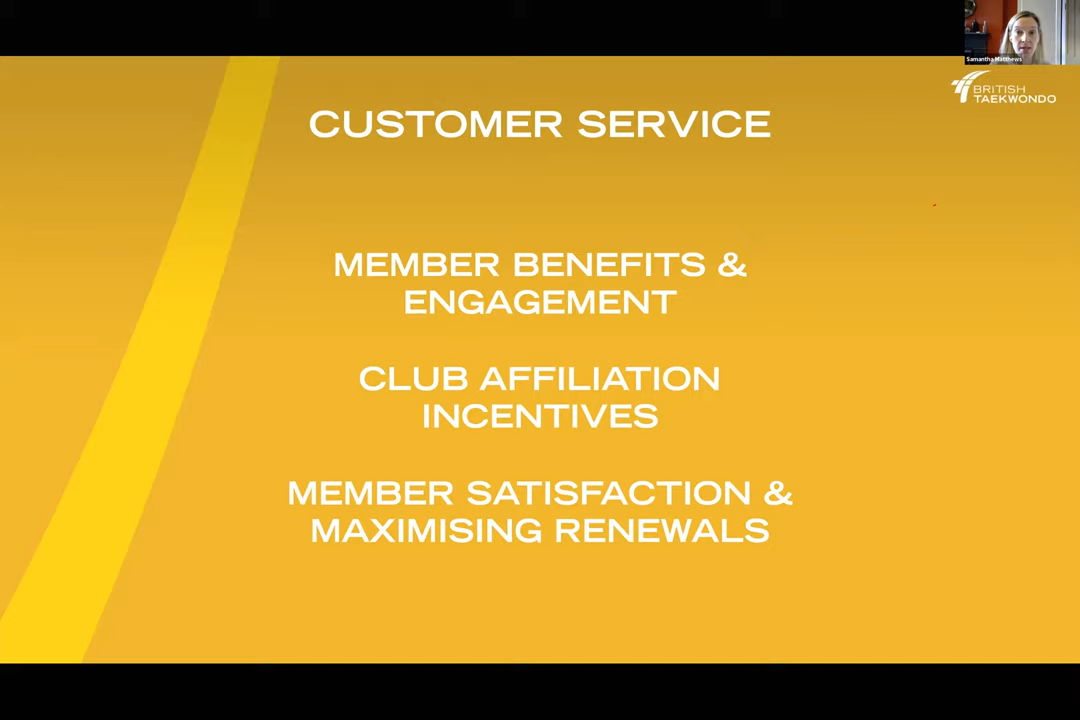 Samantha Matthews
BRITISH
TAEKWONDO
CUSTOMER SERVICE
MEMBER BENEFITS &
ENGAGEMENT
CLUB AFFILIATION
INCENTIVES
MEMBER SATISFACTION &
MAXIMISING RENEWALS